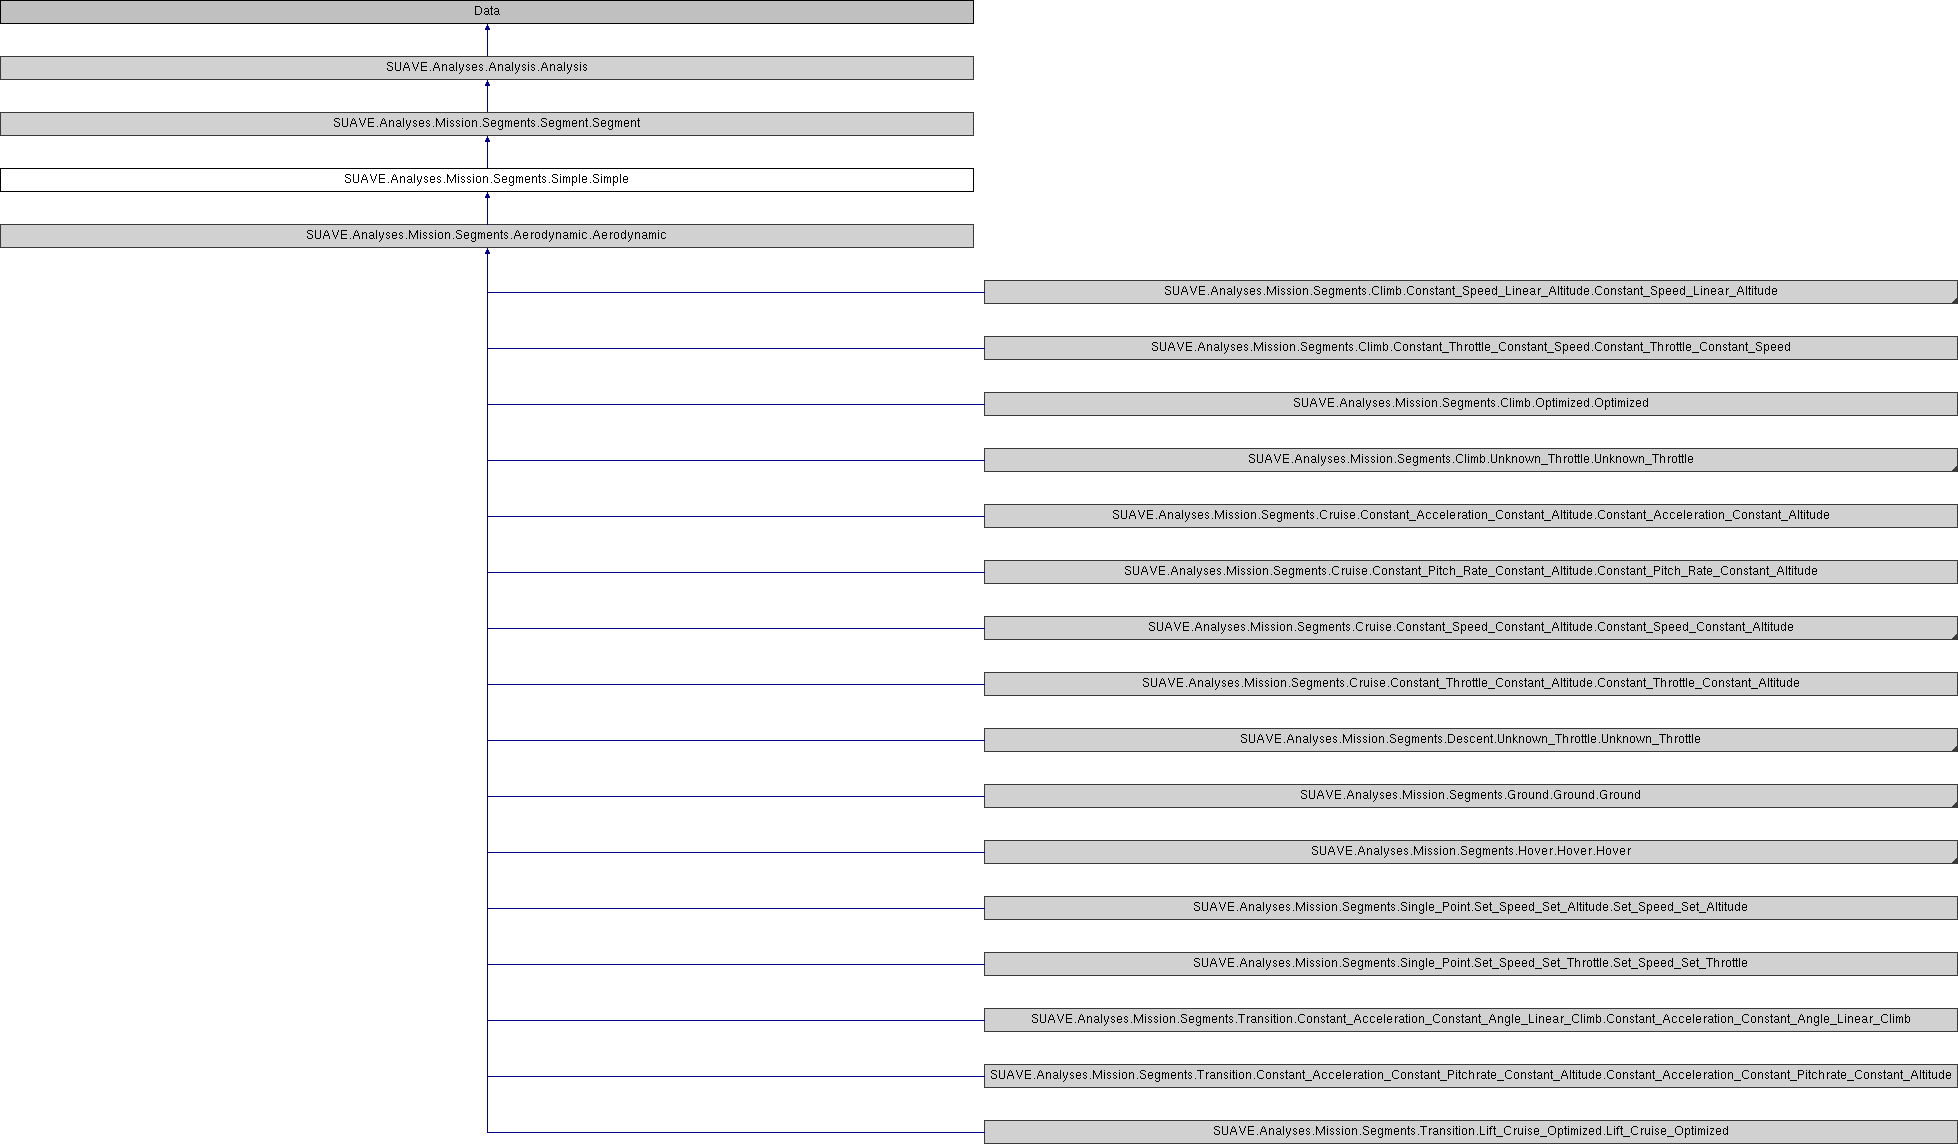 Data
SUAVE.Analyses.Analysis.Analysis
SUAVE.Analyses.Mission.Segments.Segment.Segment
SUAVE.Analyses.Mission.Segments.Simple.Simple
SUAVE.Analyses.Mission.Segments.Aerodynamic.Aerodynamic
SUAVE.Analyses.Mission.Segments.Climb.Constant_Speed_Linear_Altitude.Constant_Speed_Linear_Altitude
SUAVE.Analyses.Mission.Segments.Climb.Constant_Throttle_Constant_Speed.Constant_Throttle_Constant_Speed
SUAVE.Analyses.Mission.Segments.Climb.Optimized.Optimized
SUAVE.Analyses.Mission.Segments.Climb.Unknown_Throttle.Unknown_Throttle
SUAVE.Analyses.Mission.Segments.Cruise.Constant_Acceleration_Constant_Altitude.Constant_Acceleration_Constant_Altitude
SUAVE.Analyses.Mission.Segments.Cruise.Constant_Pitch_Rate_Constant_Altitude.Constant_Pitch_Rate_Constant_Altitude
SUAVE.Analyses.Mission.Segments.Cruise.Constant_Speed_Constant_Altitude.Constant_Speed_Constant_Altitude
SUAVE.Analyses.Mission.Segments.Cruise.Constant_Throttle_Constant_Altitude.Constant_Throttle_Constant_Altitude
SUAVE.Analyses.Mission.Segments.Descent.Unknown_Throttle.Unknown_Throttle
SUAVE.Analyses.Mission.Segments.Ground.Ground.Ground
SUAVE.Analyses.Mission.Segments.Hover.Hover.Hover
SUAVE.Analyses.Mission.Segments.Single_Point.Set_Speed_Set_Altitude.Set_Speed_Set_Altitude
SUAVE.Analyses.Mission.Segments.Single_Point.Set_Speed_Set_Throttle.Set_Speed_Set_Throttle
SUAVE.Analyses.Mission.Segments.Transition.Constant_Acceleration_Constant_Angle_Linear_Climb.Constant_Acceleration_Constant_Angle_Linear_Climb
SUAVE.Analyses.Mission.Segments.Transition.Constant_Acceleration_Constant_Pitchrate_Constant_Altitude.Constant_Acceleration_Constant_Pitchrate_Constant_Altitude
SUAVE.Analyses.Mission.Segments.Transition.Lift_Cruise_Optimized.Lift_Cruise_Optimized